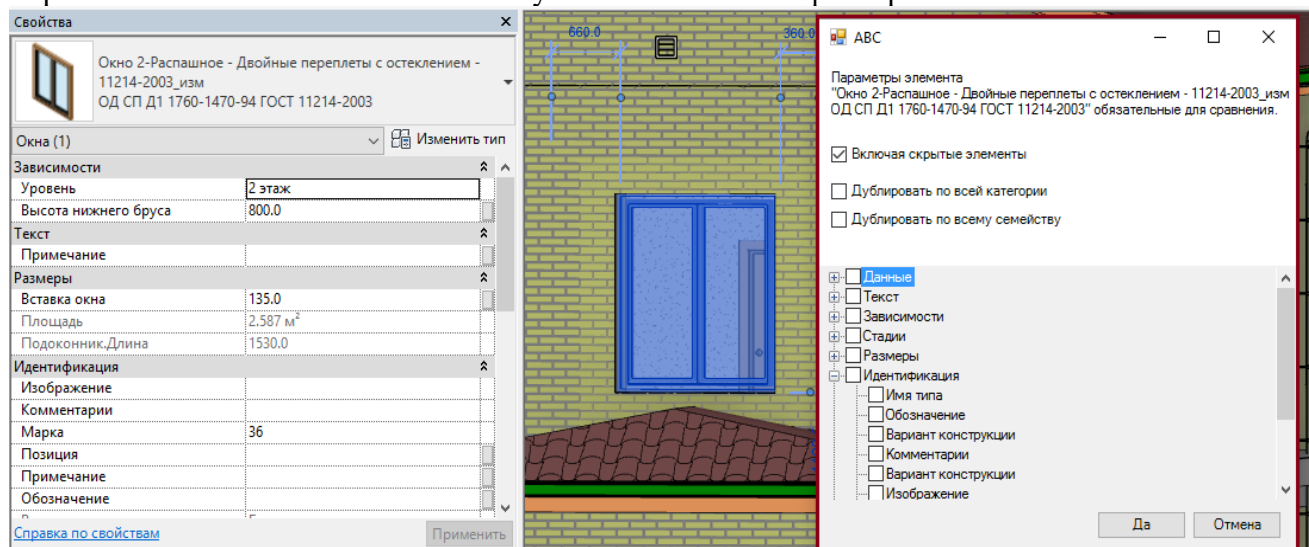 Свойства
Окно 2-Распашное - Двойные переплеты с остеклением -
11214-2003_изм
ОД СП Д1 1760-1470-94 ГОСТ 11214-2003
Окна (1)
Изменить тип
Зависимости
Уровень 2 этаж
Высота нижнего бруса 800.0
Текст
Примечание
Размеры
Вставка окна 135.0
Площадь 2.587 м²
Подоконник.Длина 1530.0
Идентификация
Изображение
Комментарии
Марка 36
Позиция
Примечание
Обозначение
Справка по свойствам
Применить
660.0
360.0
ABC
Параметры элемента
"Окно 2-Распашное - Двойные переплеты с остеклением - 11214-2003_изм
ОД СП Д1 1760-1470-94 ГОСТ 11214-2003" обязательные для сравнения.
Включая скрытые элементы
Дублировать по всей категории
Дублировать по всему семейству
Данные
Текст
Зависимости
Стадии
Размеры
Идентификация
Имя типа
Обозначение
Вариант конструкции
Комментарии
Вариант конструкции
Изображение
Да
Отмена